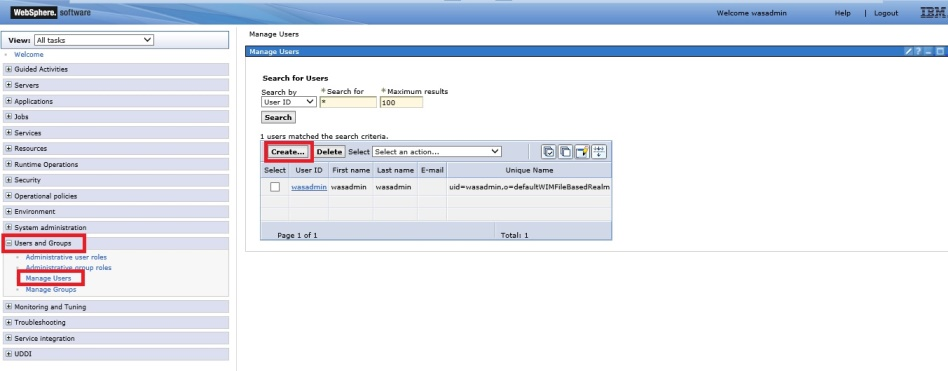 WebSphere. software
Welcome wasadmin Help | Logout IBM
View: All tasks
Welcome
Guided Activities
Servers
Applications
Jobs
Services
Resources
Runtime Operations
Security
Operational policies
Environment
System administration
Users and Groups
Administrative user roles
Administrative group roles
Manage Users
Manage Groups
Monitoring and Tuning
Troubleshooting
Service integration
UDDI
Manage Users
Manage Users ? -
Search for Users
Search by * Search for * Maximum results
User ID * 100
Search
1 users matched the search criteria.
Create... Delete Select Select an action...
Select User ID First name Last name E-mail Unique Name
wasadmin wasadmin wasadmin uid=wasadmin,o=defaultWIMFileBasedRealm
Page 1 of 1 Total: 1